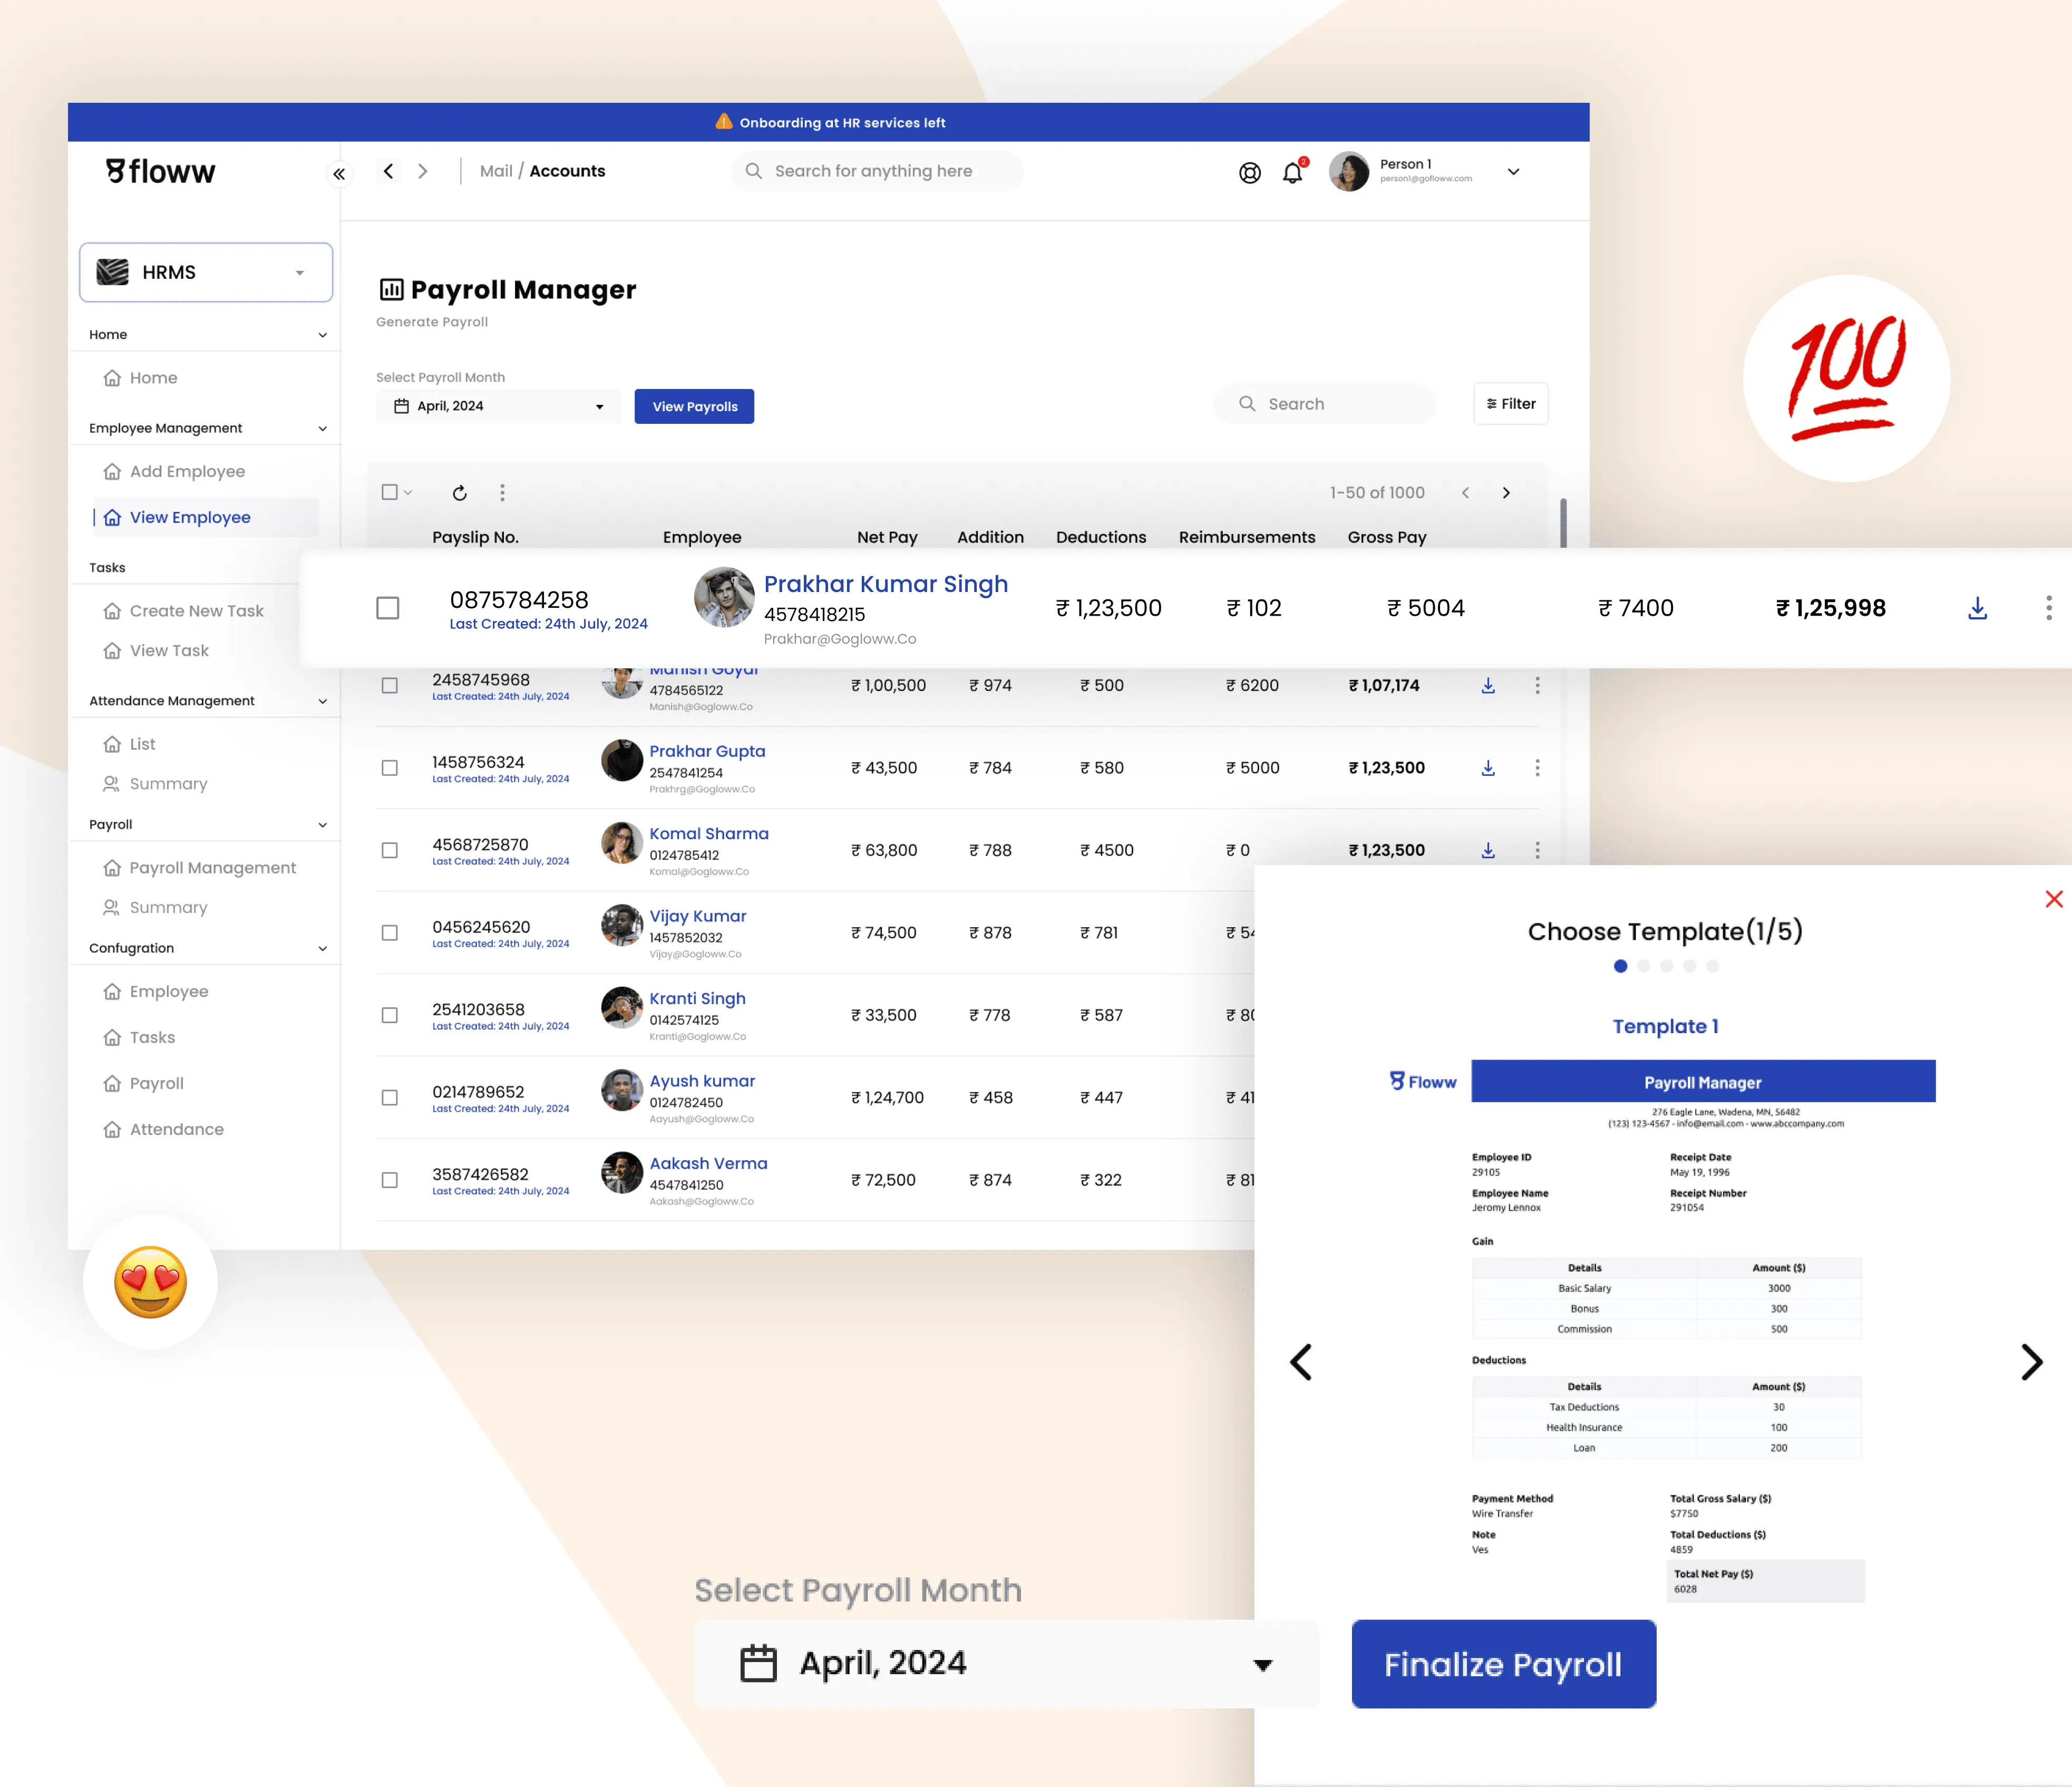 Onboarding at HR services left
floww
Mail / Accounts
Search for anything here
2
Person 1
person1@gofloww.com
HRMS
Home
Home
Employee Management
Add Employee
View Employee
Tasks
Create New Task
View Task
Attendance Management
List
Summary
Payroll
Payroll Management
Summary
Confugration
Employee
Tasks
Payroll
Attendance
Payroll Manager
Generate Payroll
Select Payroll Month
April, 2024
View Payrolls
Search
Filter
1-50 of 1000
Payslip No. Employee Net Pay Addition Deductions Reimbursements Gross Pay
0875784258 Prakhar Kumar Singh ₹ 1,23,500 ₹ 102 ₹ 5004 ₹ 7400 ₹ 1,25,998
Last Created: 24th July, 2024 4578418215
Prakhar@Gogloww.Co
2458745968 Manish Goyal ₹ 1,00,500 ₹ 974 ₹ 500 ₹ 6200 ₹ 1,07,174
Last Created: 24th July, 2024 4784565122
Manish@Gogloww.Co
1458756324 Prakhar Gupta ₹ 43,500 ₹ 784 ₹ 580 ₹ 5000 ₹ 1,23,500
Last Created: 24th July, 2024 2547841254
Prakhrg@Gogloww.Co
4568725870 Komal Sharma ₹ 63,800 ₹ 788 ₹ 4500 ₹ 0 ₹ 1,23,500
Last Created: 24th July, 2024 0124785412
Komal@Gogloww.Co
0456245620 Vijay Kumar ₹ 74,500 ₹ 878 ₹ 781 ₹
Last Created: 24th July, 2024 1457852032
Vijay@Gogloww.Co
2541203658 Kranti Singh ₹ 33,500 ₹ 778 ₹ 587 ₹
Last Created: 24th July, 2024 0142574125
Kranti@Gogloww.Co
0214789652 Ayush kumar ₹ 1,24,700 ₹ 458 ₹ 447 ₹
Last Created: 24th July, 2024 0124782450
Aayush@Gogloww.Co
3587426582 Aakash Verma ₹ 72,500 ₹ 874 ₹ 322 ₹
Last Created: 24th July, 2024 4547841250
Aakash@Gogloww.Co
100
Choose Template(1/5)
Template 1
Floww
Payroll Manager
276 Eagle Lane, Wadena, MN, 56482
(123) 123-4567 - info@email.com - www.abccompany.com
Employee ID Receipt Date
29105 May 19, 1996
Employee Name Receipt Number
Jeromy Lennox 291054
Gain
Details Amount ($)
Basic Salary 3000
Bonus 300
Commission 500
Deductions
Details Amount ($)
Tax Deductions 30
Health Insurance 100
Loan 200
Payment Method Total Gross Salary ($)
Wire Transfer $7750
Note Total Deductions ($)
Ves 4859
Total Net Pay ($)
6028
Select Payroll Month
April, 2024
Finalize Payroll